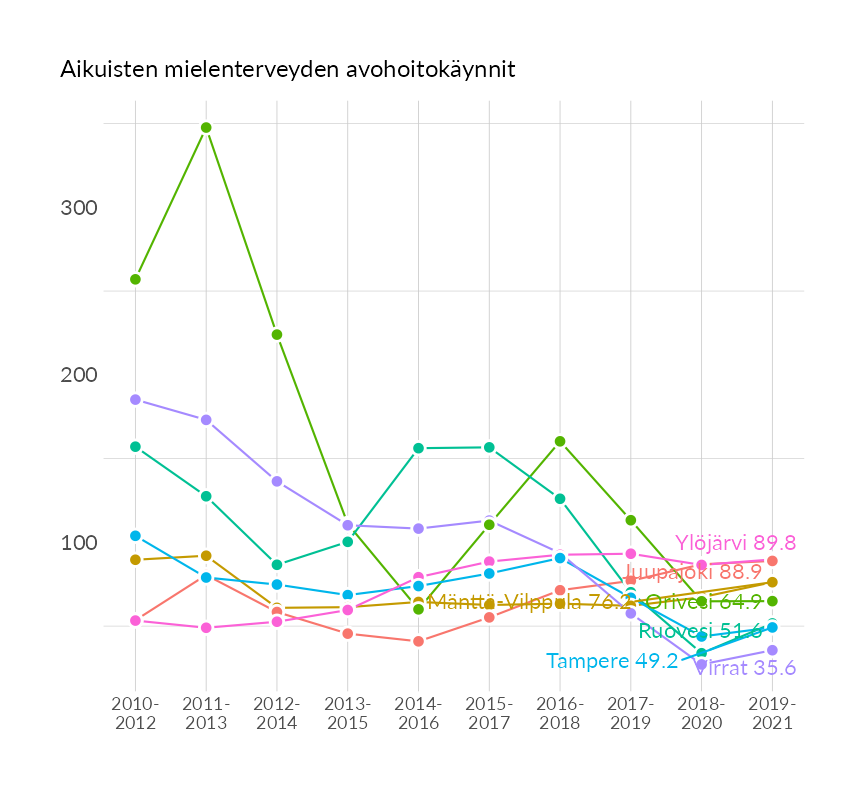 Aikuisten mielenterveyden avohoitokäynnit
300
200
100
Ylöjärvi 89.8
Juupajoki 88.9
Mänttä-Vilppula 76.2
Orivesi 64.9
Ruovesi 51.6
Tampere 49.2
Virrat 35.6
2010-
2012
2011-
2013
2012-
2014
2013-
2015
2014-
2016
2015-
2017
2016-
2018
2017-
2019
2018-
2020
2019-
2021